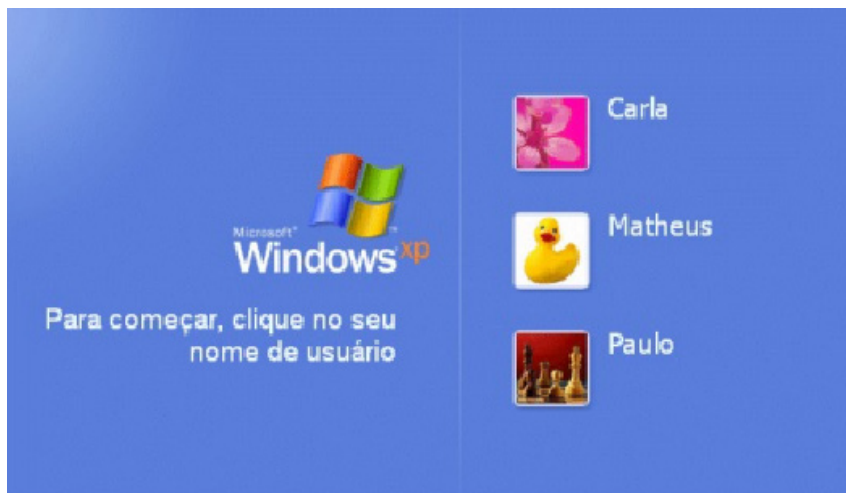 Microsoft®
Windows xp
Para começar, clique no seu
nome de usuário
Carla
Matheus
Paulo